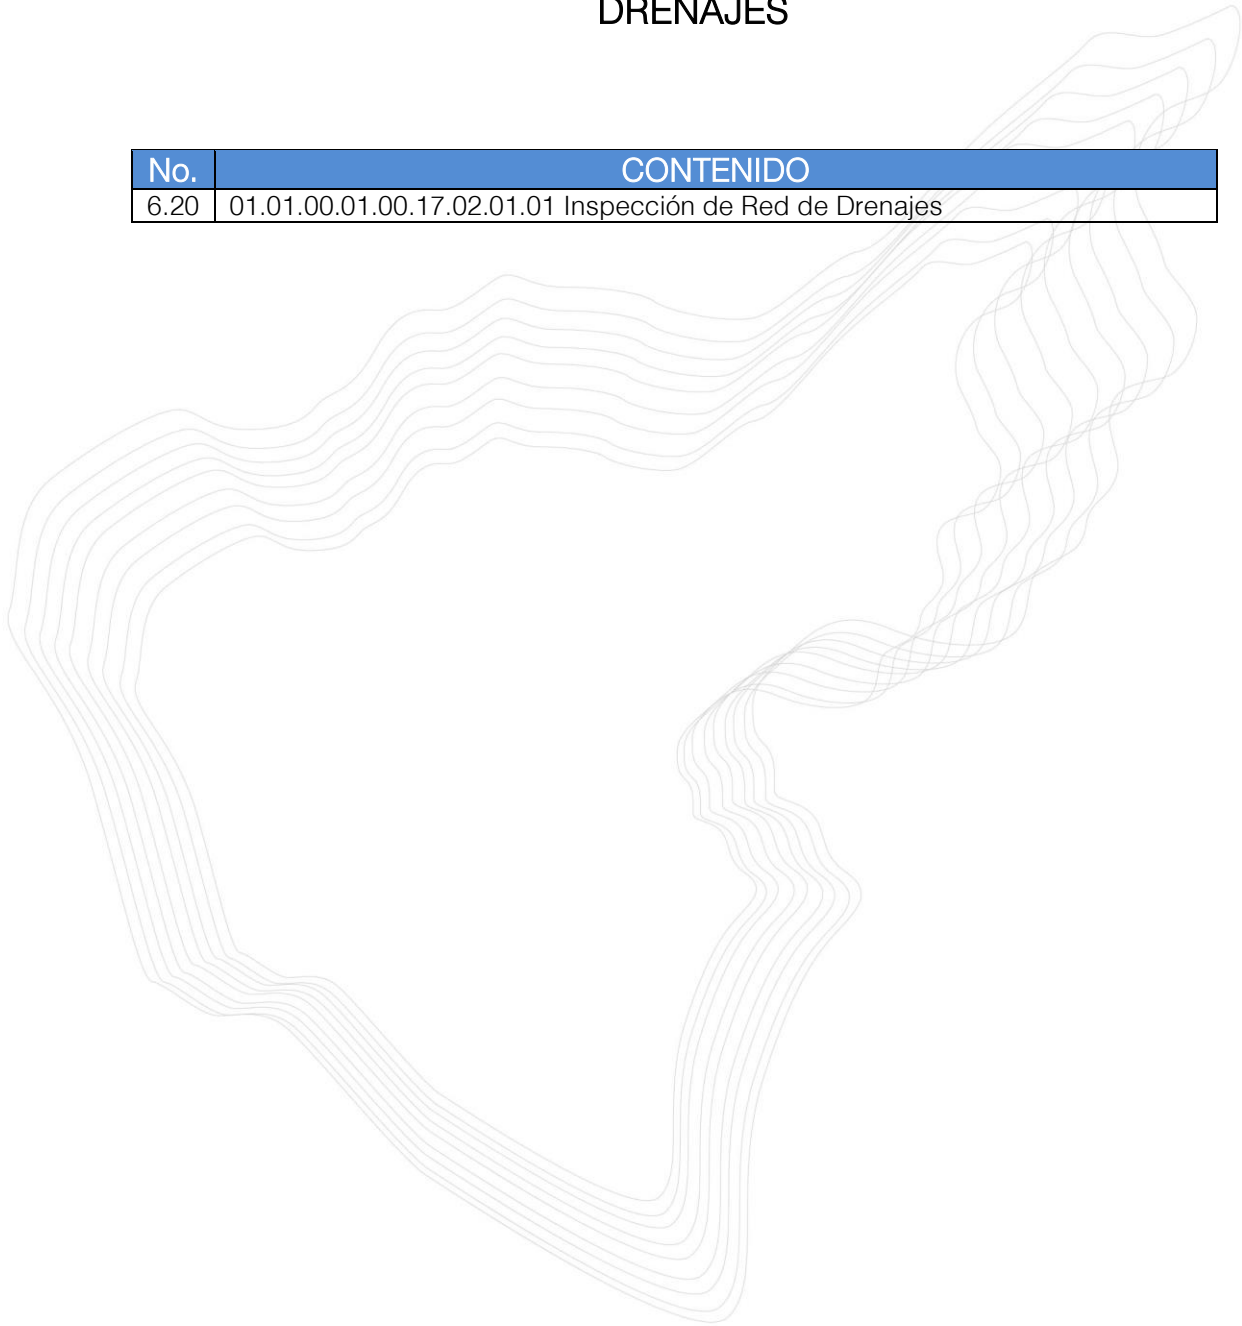 DRENAJES
No. CONTENIDO
6.20 01.01.00.01.00.17.02.01.01 Inspección de Red de Drenajes